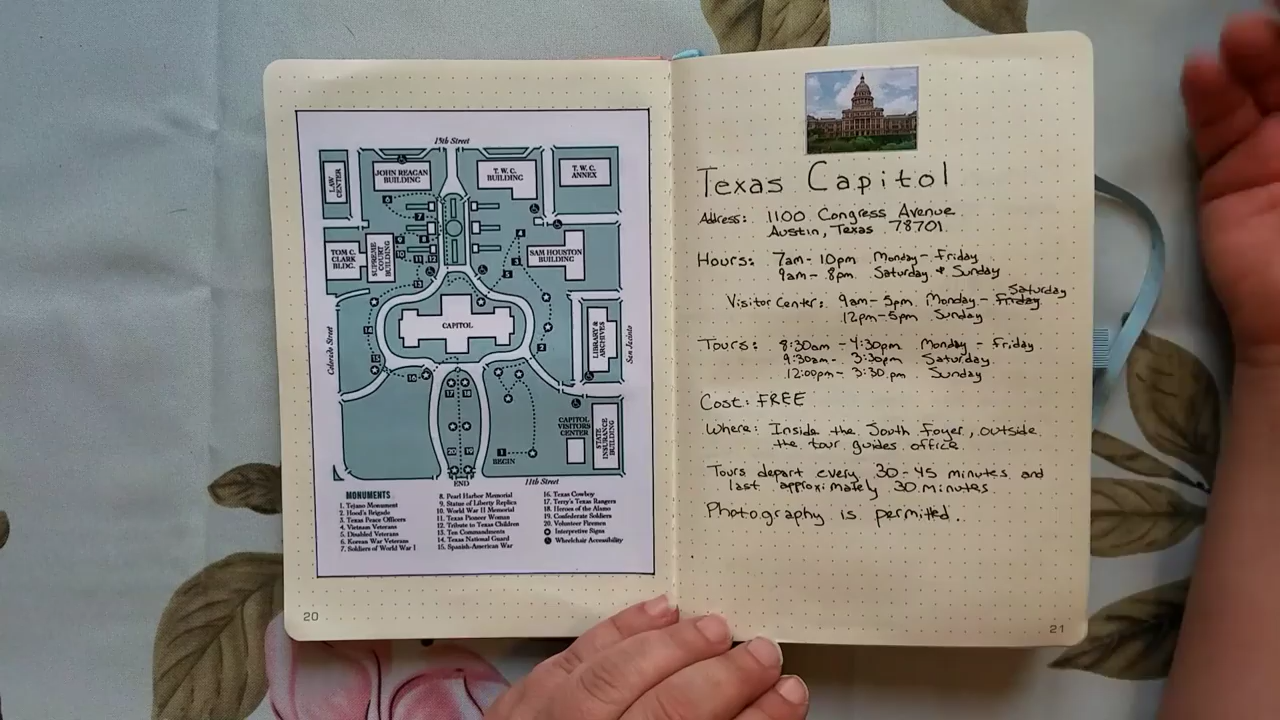 15th Street
LAW CENTER
JOHN REAGAN
BUILDING
T. W. C.
BUILDING
T. W. C.
ANNEX
TOM C.
CLARK
BLDG.
SUPREME
COURT
BUILDING
SAM HOUSTON
BUILDING
CAPITOL
LIBRARY &
ARCHIVES
Colorado Street
San Jacinto
CAPITOL
VISITORS
CENTER
STATE
INSURANCE
BUILDING
BEGIN
END
11th Street
MONUMENTS
1. Tejano Monument
2. Hood's Brigade
3. Texas Peace Officers
4. Vietnam Veterans
5. Disabled Veterans
6. Korean War Veterans
7. Soldiers of World War I
8. Pearl Harbor Memorial
9. Statue of Liberty Replica
10. World War II Memorial
11. Texas Pioneer Woman
12. Tribute to Texas Children
13. Ten Commandments
14. Texas National Guard
15. Spanish-American War
16. Texas Cowboy
17. Terry's Texas Rangers
18. Heroes of the Alamo
19. Confederate Soldiers
20. Volunteer Firemen
Interpretive Signs
Wheelchair Accessibility
20
Texas Capitol
Address: 1100 Congress Avenue
Austin, Texas 78701
Hours: 7am - 10pm Monday - Friday
9am - 8pm Saturday & Sunday
Saturday
Visitor Center: 9am - 5pm Monday - Friday
12pm - 5pm Sunday
Tours: 8:30am - 4:30pm Monday - Friday
9:30am - 3:30pm Saturday
12:00pm - 3:30 pm Sunday
Cost: FREE
Where: Inside the South Foyer, outside
the tour guides office
Tours depart every 30-45 minutes and
last approximately 30 minutes.
Photography is permitted.
21